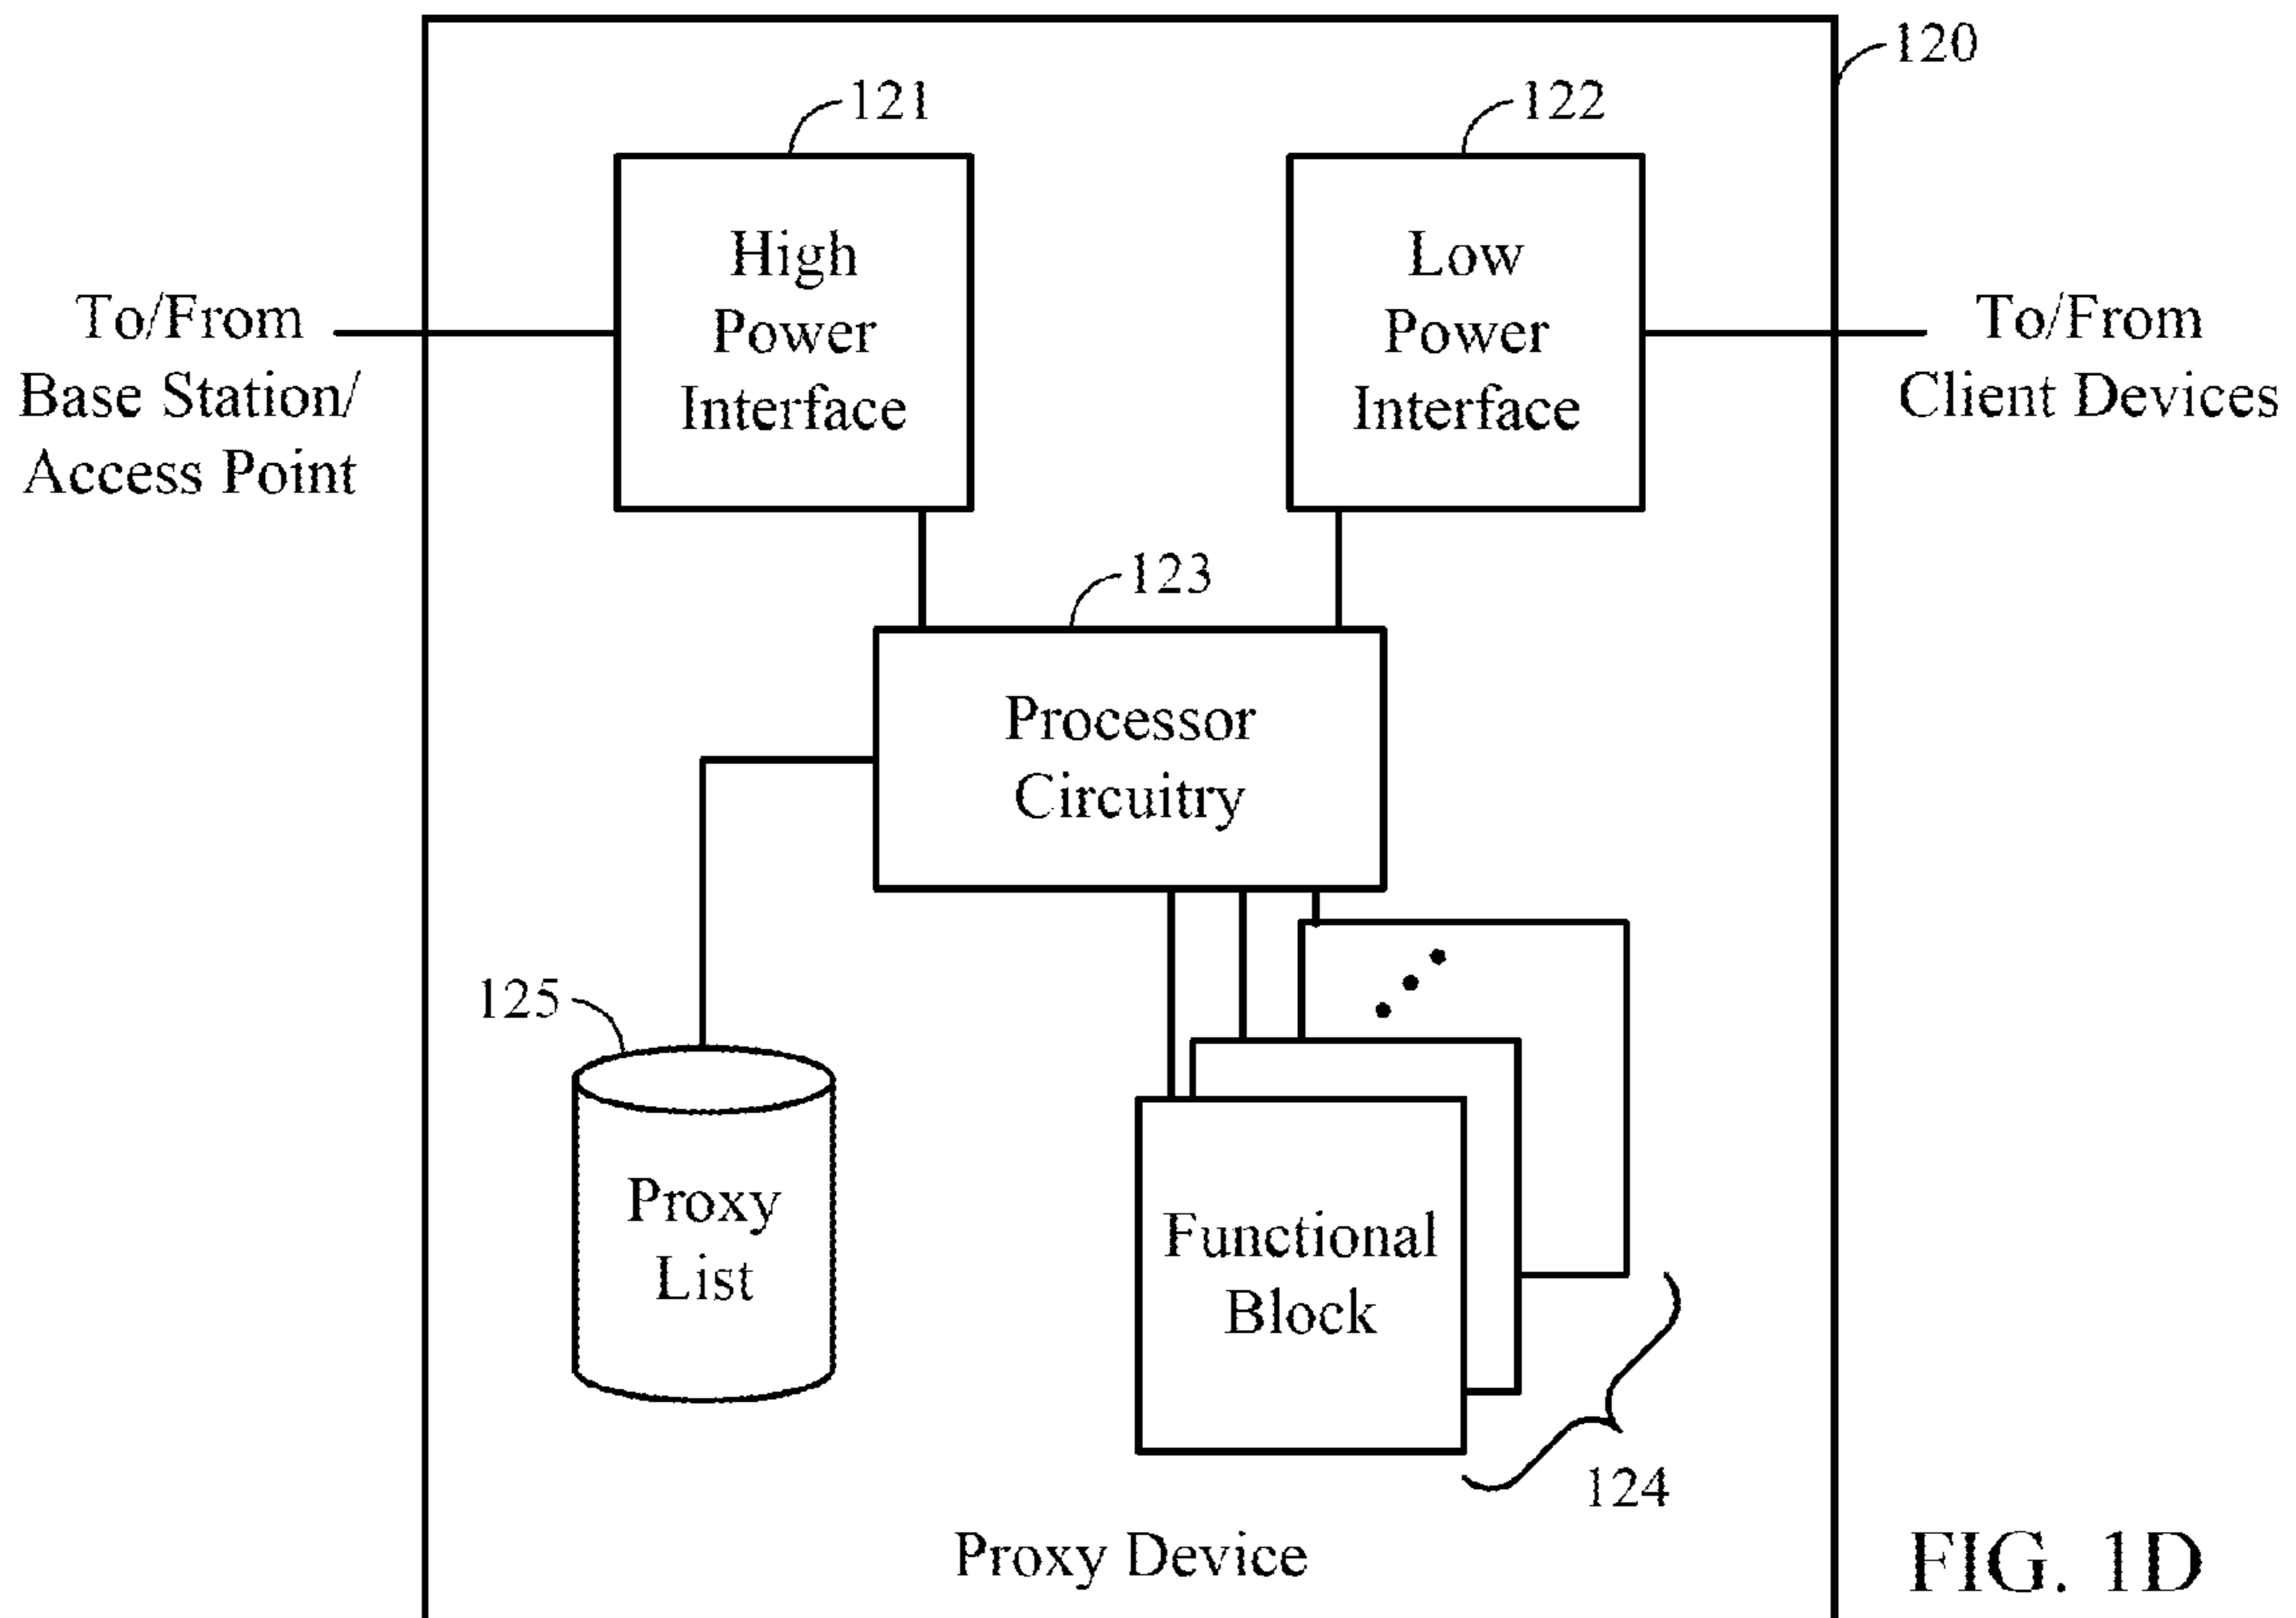 120
121
122
High
Power
Interface
Low
Power
Interface
To/From
Base Station/
Access Point
To/From
Client Devices
123
Processor
Circuitry
125
Proxy
List
Functional
Block
124
Proxy Device
FIG. 1D